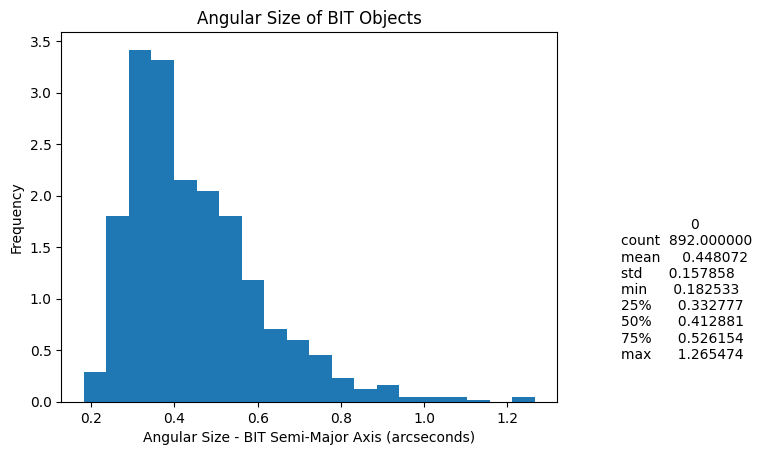 Angular Size of BIT Objects
3.5
3.0
2.5
2.0
1.5
1.0
0.5
0.0
Frequency
0.2 0.4 0.6 0.8 1.0 1.2
Angular Size - BIT Semi-Major Axis (arcseconds)
0
count 892.000000
mean 0.448072
std 0.157858
min 0.182533
25% 0.332777
50% 0.412881
75% 0.526154
max 1.265474